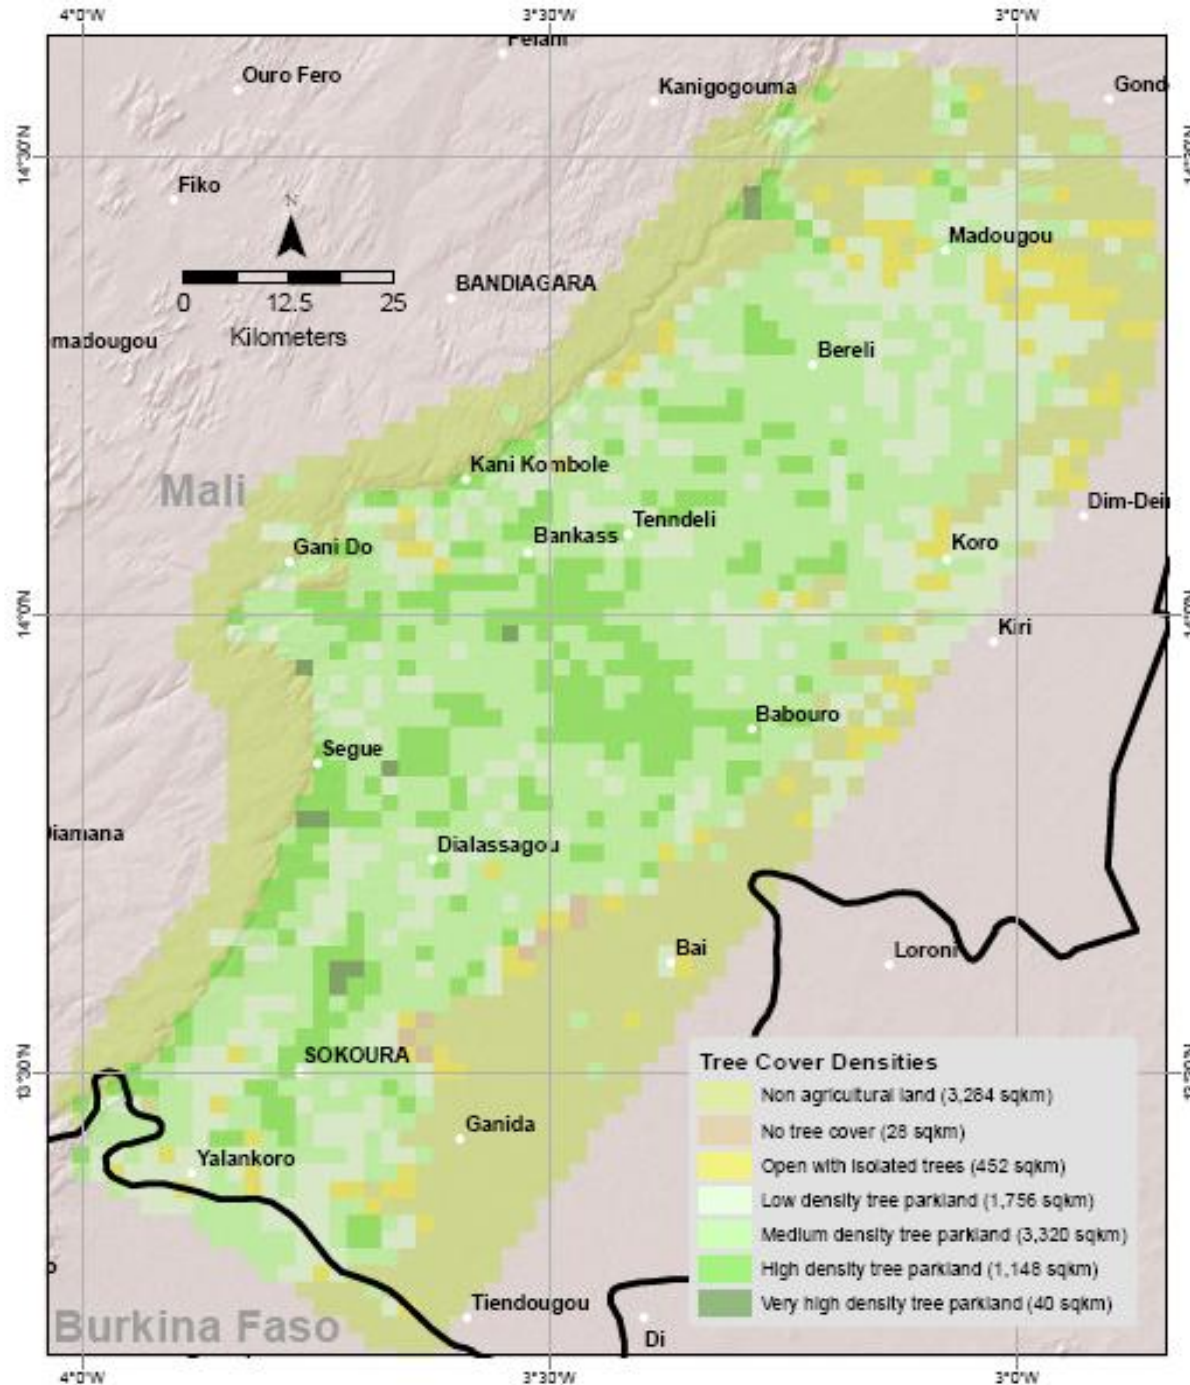 4°0'W 3°30'W 3°0'W
Pelani
Ouro Fero
Kanigogouma
Gond
14°30'N
Fiko
N
Madougou
BANDIAGARA
0 12.5 25
Kilometers
madougou
Bereli
Kani Kombole
Mali
Dim-Dei
Tenndeli
Bankass
Gani Do
Koro
14°0'N
Kiri
Babouro
Segue
iamana
Dialassagou
Bai
Loroni
SOKOURA
13°30'N
Ganida
Yalankoro
Tiendougou
Burkina Faso
Di
Tree Cover Densities
Non agricultural land (3,284 sqkm)
No tree cover (28 sqkm)
Open with isolated trees (452 sqkm)
Low density tree parkland (1,756 sqkm)
Medium density tree parkland (3,320 sqkm)
High density tree parkland (1,148 sqkm)
Very high density tree parkland (40 sqkm)
4°0'W 3°30'W 3°0'W